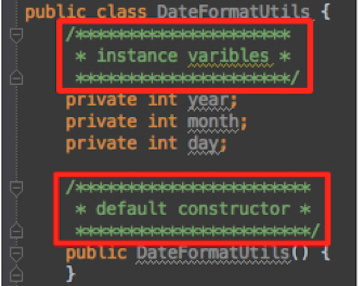 public class DateFormatUtils {
/**********************
* instance varibles *
**********************/
private int year;
private int month;
private int day;
/************************
* default constructor *
************************/
public DateFormatUtils() {
}